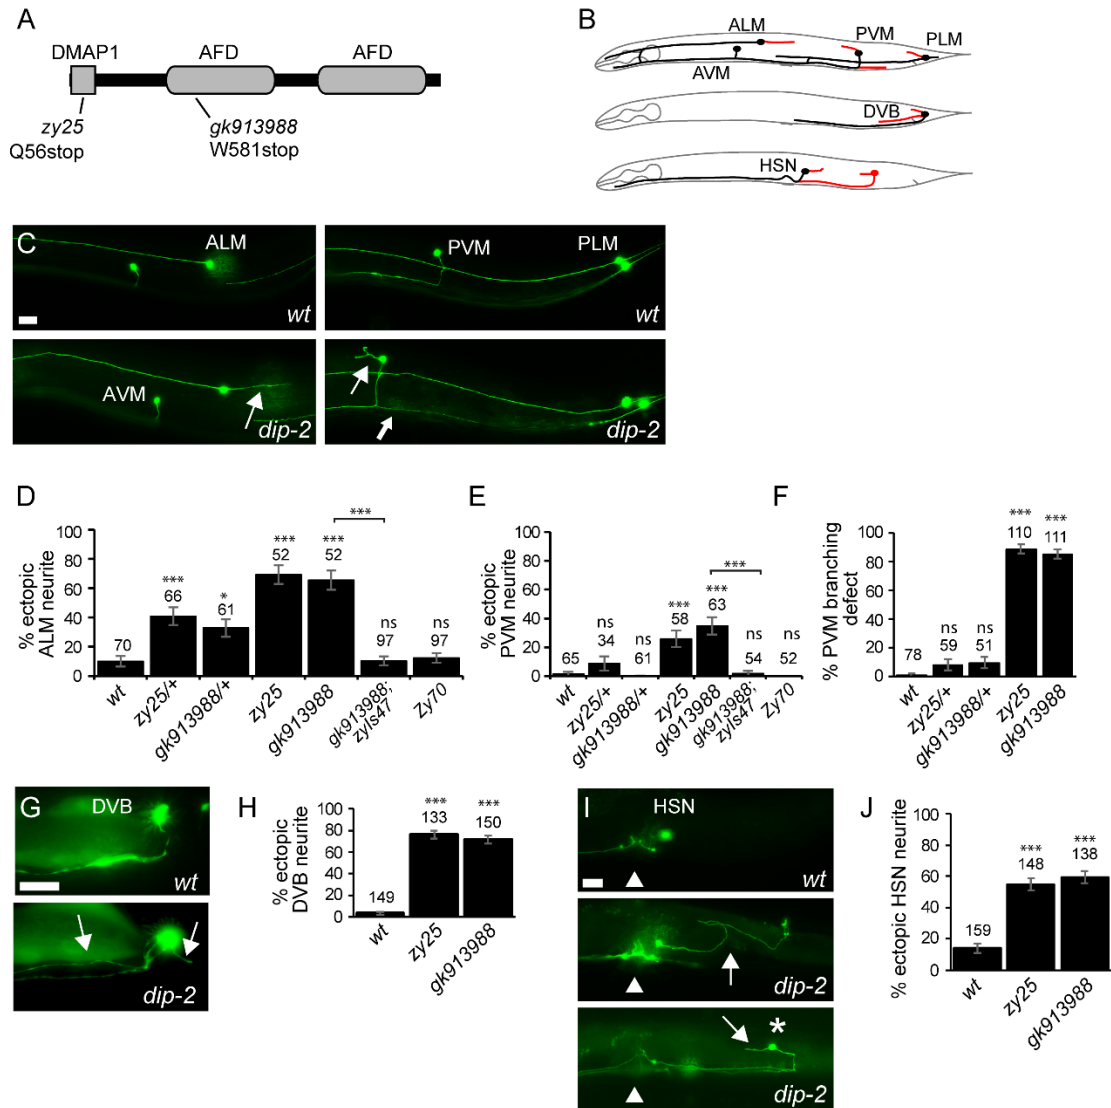 A
DMAP1 AFD AFD
zy25
Q56stop
gk913988
W581stop
B
ALM PVM PLM
AVM
DVB
HSN
C
ALM
wt
PVM PLM
wt
AVM
dip-2
dip-2
D
% ectopic
ALM neurite
100
80
60
40
20
0
70
***
66
*
61
***
52
***
52
***
ns
97
ns
97
wt
zy25/+
gk913988/+
zy25
gk913988
gk913988;
zyIs47
Zy70
E
% ectopic
PVM neurite
100
80
60
40
20
0
65
ns
34
61
***
58
***
63
***
ns
54
ns
52
wt
zy25/+
gk913988/+
zy25
gk913988
gk913988;
zyIs47
Zy70
F
% PVM branching
defect
100
80
60
40
20
0
78
ns
59
ns
51
***
110
***
111
wt
zy25/+
gk913988/+
zy25
gk913988
G
DVB
wt
dip-2
H
% ectopic
DVB neurite
100
80
60
40
20
0
149
***
133
***
150
wt
zy25
gk913988
I
HSN
wt
dip-2
*
dip-2
J
% ectopic HSN neurite
100
80
60
40
20
0
159
***
148
***
138
wt
zy25
gk913988